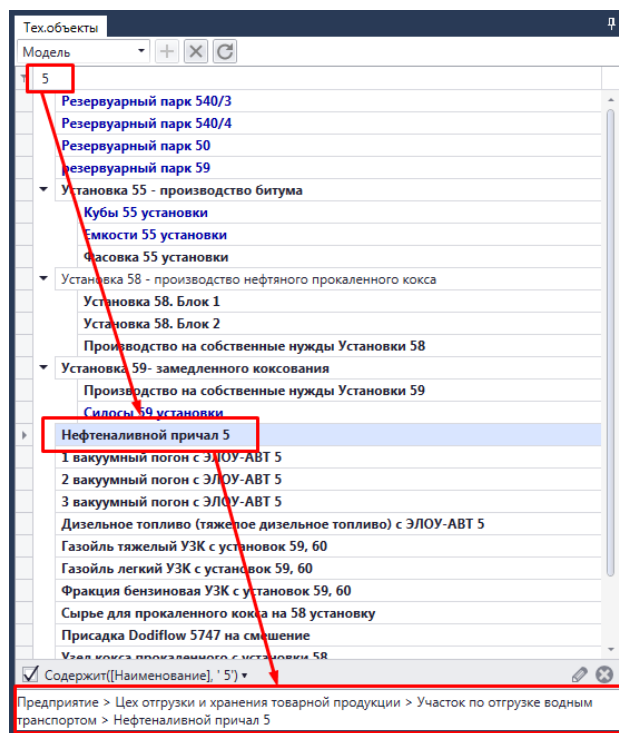 Тех.объекты
Модель
5
Резервуарный парк 540/3
Резервуарный парк 540/4
Резервуарный парк 50
резервуарный парк 59
Установка 55 - производство битума
Кубы 55 установки
Емкости 55 установки
Фасовка 55 установки
Установка 58 - производство нефтяного прокаленного кокса
Установка 58. Блок 1
Установка 58. Блок 2
Производство на собственные нужды Установки 58
Установка 59- замедленного коксования
Производство на собственные нужды Установки 59
Силосы 59 установки
Нефтеналивной причал 5
1 вакуумный погон с ЭЛОУ-АВТ 5
2 вакуумный погон с ЭЛОУ-АВТ 5
3 вакуумный погон с ЭЛОУ-АВТ 5
Дизельное топливо (тяжелое дизельное топливо) с ЭЛОУ-АВТ 5
Газойль тяжелый УЗК с установок 59, 60
Газойль легкий УЗК с установок 59, 60
Фракция бензиновая УЗК с установок 59, 60
Сырье для прокаленного кокса на 58 установку
Присадка Dodiflow 5747 на смешение
Узел кокса прокаленного с установки 58
Содержит([Наименование], ' 5')
Предприятие > Цех отгрузки и хранения товарной продукции > Участок по отгрузке водным
транспортом > Нефтеналивной причал 5